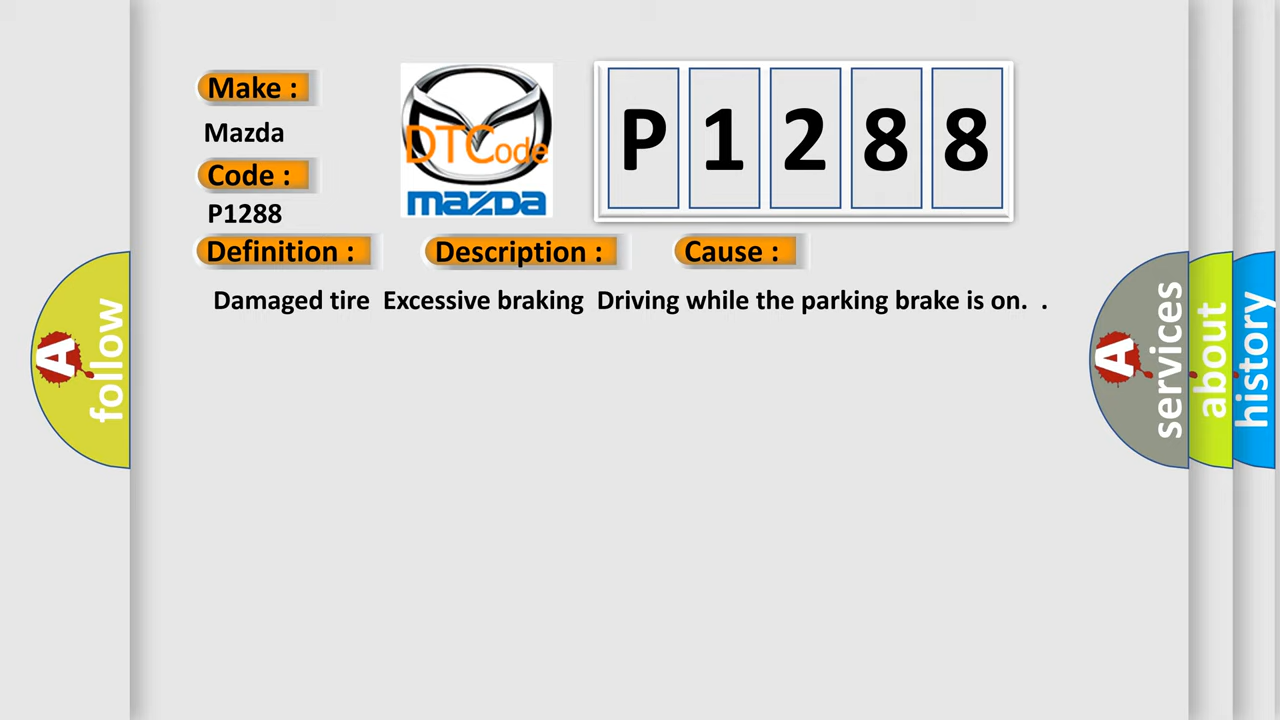 Make :
Mazda
Code :
P1288
DTCode
mazda
P 1 2 8 8
Definition :
Description :
Cause :
Damaged tire  Excessive braking  Driving while the parking brake is on.  .
A follow
A services
about
history